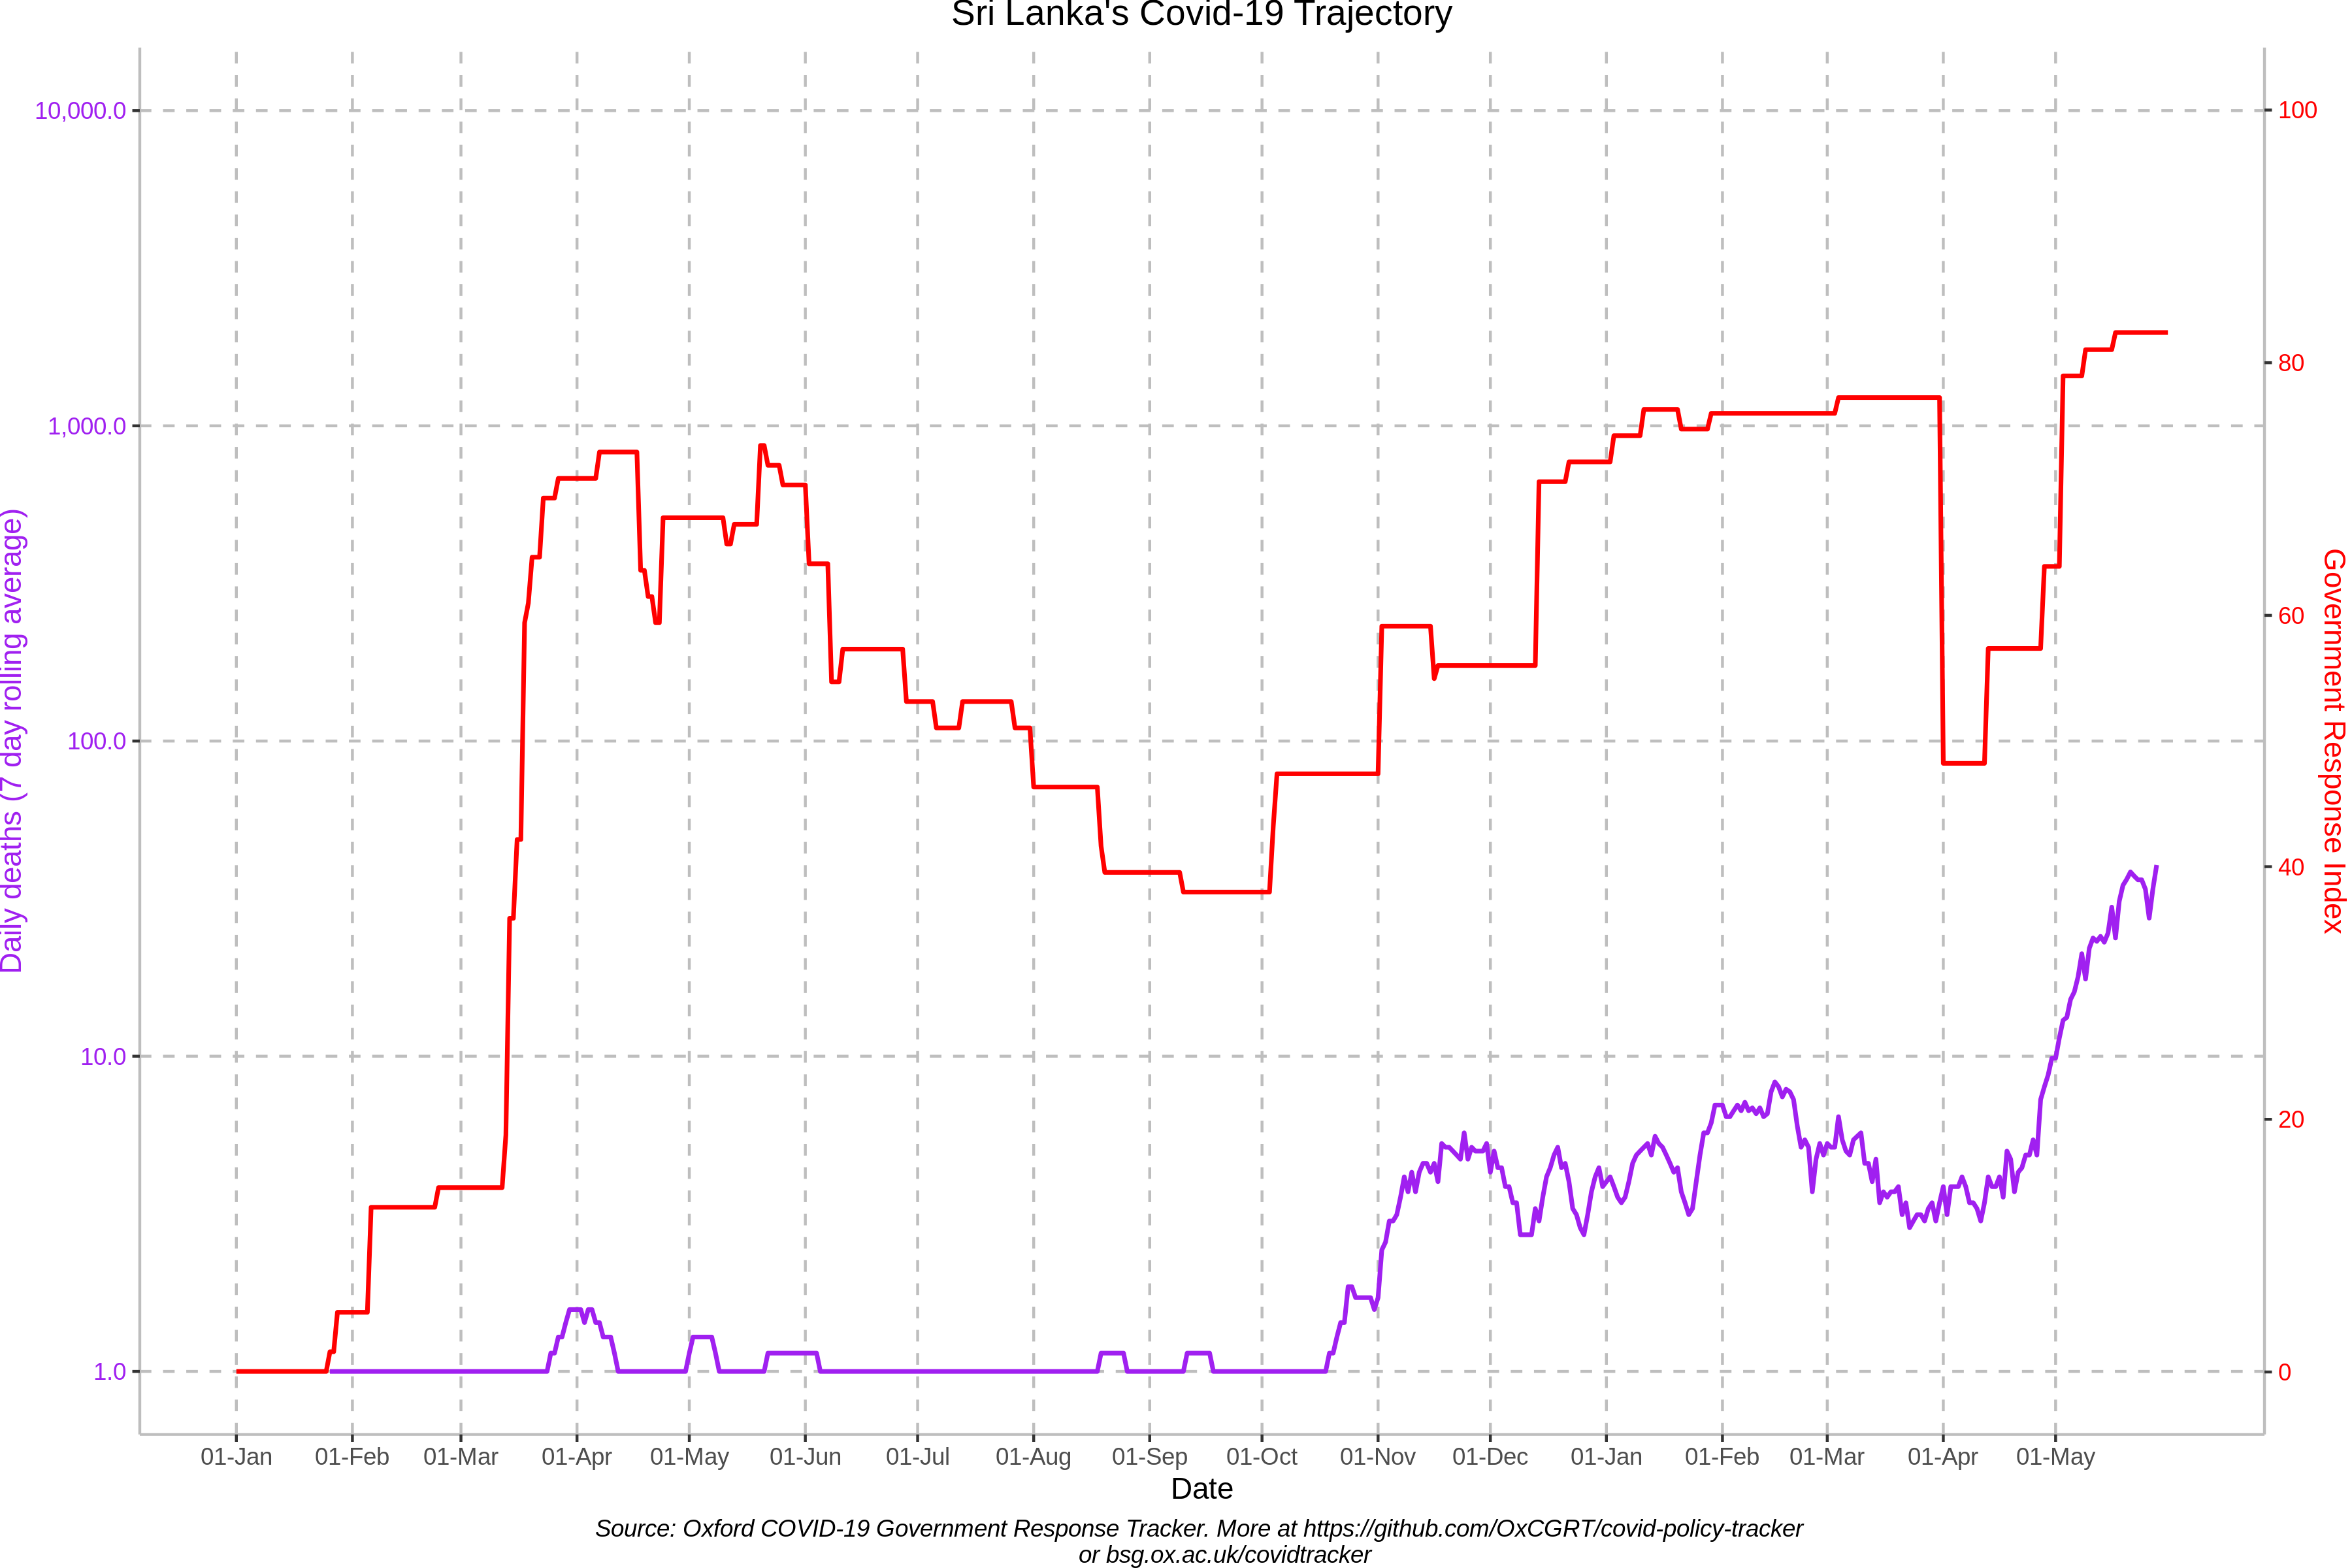 Sri Lanka's Covid-19 Trajectory
10,000.0
1,000.0
100.0
10.0
1.0
Daily deaths (7 day rolling average)
100
80
60
40
20
0
Government Response Index
01-Jan 01-Feb 01-Mar 01-Apr 01-May 01-Jun 01-Jul 01-Aug 01-Sep 01-Oct 01-Nov 01-Dec 01-Jan 01-Feb 01-Mar 01-Apr 01-May
Date
Source: Oxford COVID-19 Government Response Tracker. More at https://github.com/OxCGRT/covid-policy-tracker
or bsg.ox.ac.uk/covidtracker